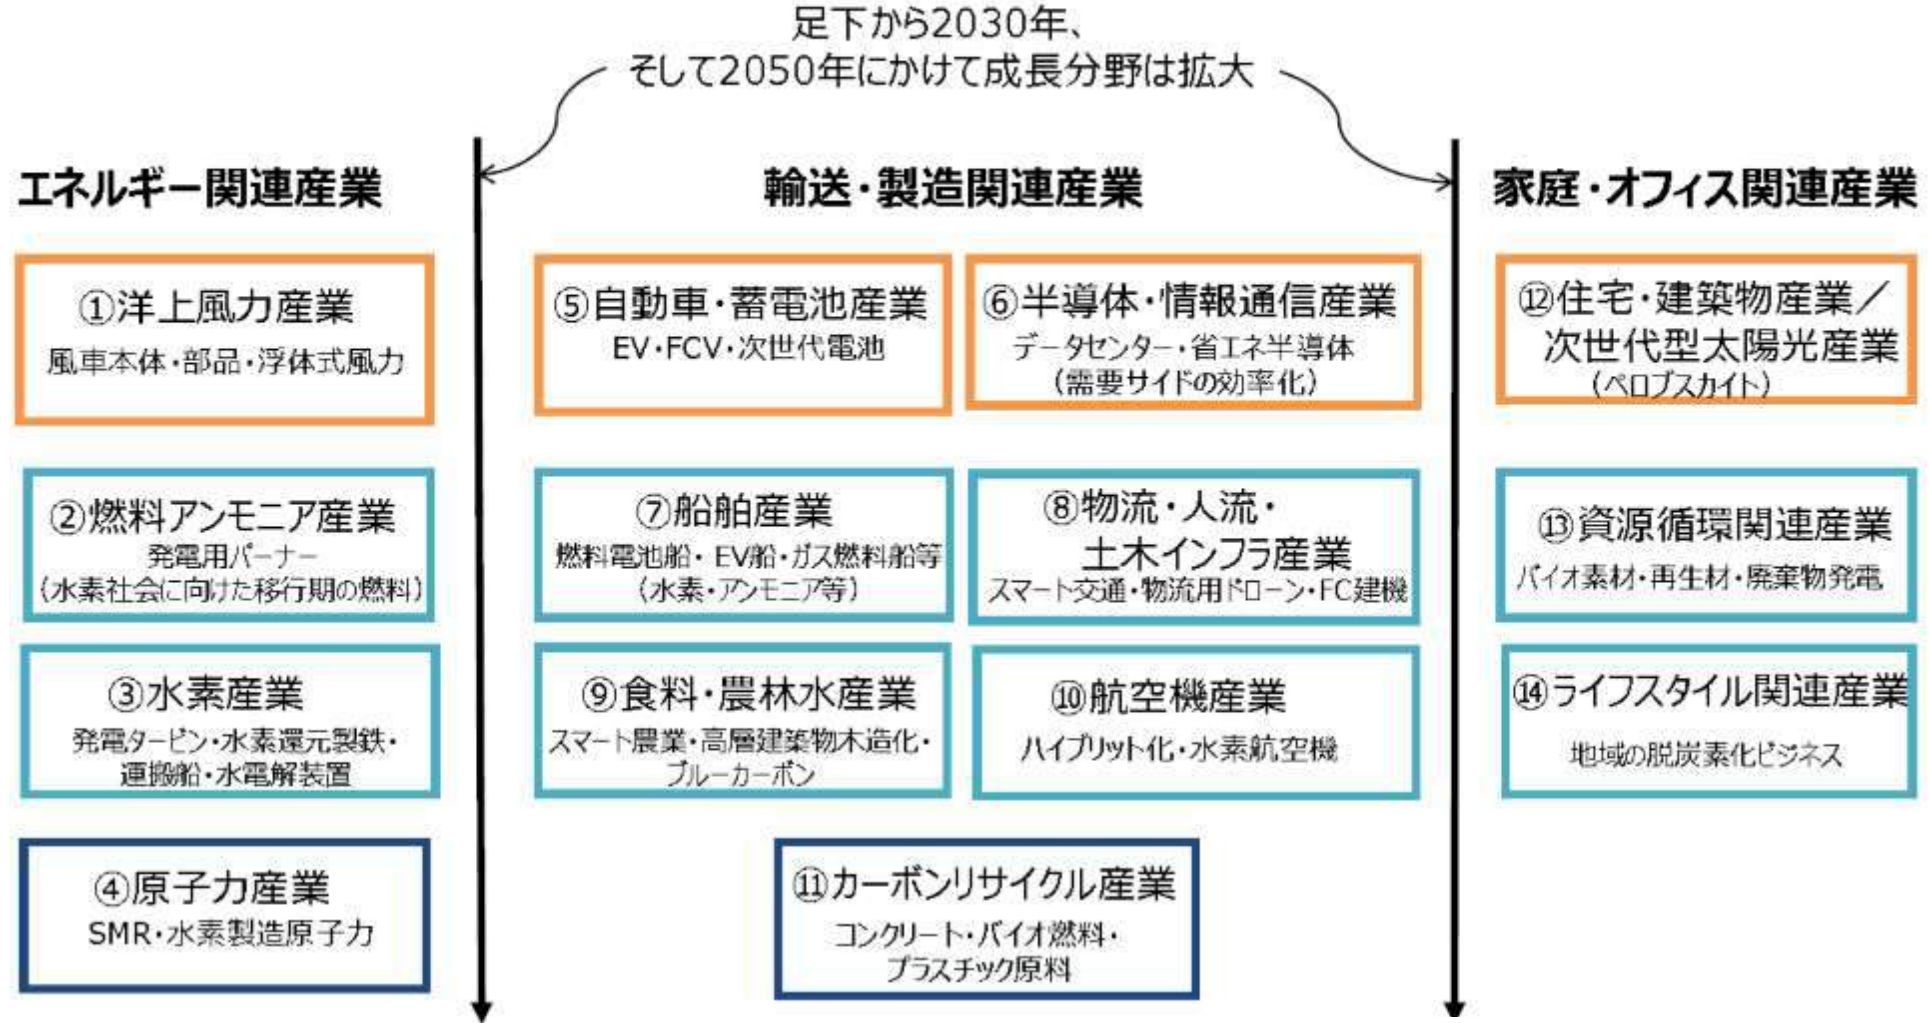 足下から2030年、
そして2050年にかけて成長分野は拡大
エネルギー関連産業
①洋上風力産業
風車本体・部品・浮体式風力
②燃料アンモニア産業
発電用バーナー
（水素社会に向けた移行期の燃料）
③水素産業
発電タービン・水素還元製鉄・
運搬船・水電解装置
④原子力産業
SMR・水素製造原子力
輸送・製造関連産業
⑤自動車・蓄電池産業
EV・FCV・次世代電池
⑥半導体・情報通信産業
データセンター・省エネ半導体
（需要サイドの効率化）
⑦船舶産業
燃料電池船・EV船・ガス燃料船等
（水素・アンモニア等）
⑧物流・人流・
土木インフラ産業
スマート交通・物流用ドローン・FC建機
⑨食料・農林水産業
スマート農業・高層建築物木造化・
ブルーカーボン
⑩航空機産業
ハイブリット化・水素航空機
⑪カーボンリサイクル産業
コンクリート・バイオ燃料・
プラスチック原料
家庭・オフィス関連産業
⑫住宅・建築物産業／
次世代型太陽光産業
（ペロブスカイト）
⑬資源循環関連産業
バイオ素材・再生材・廃棄物発電
⑭ライフスタイル関連産業
地域の脱炭素化ビジネス